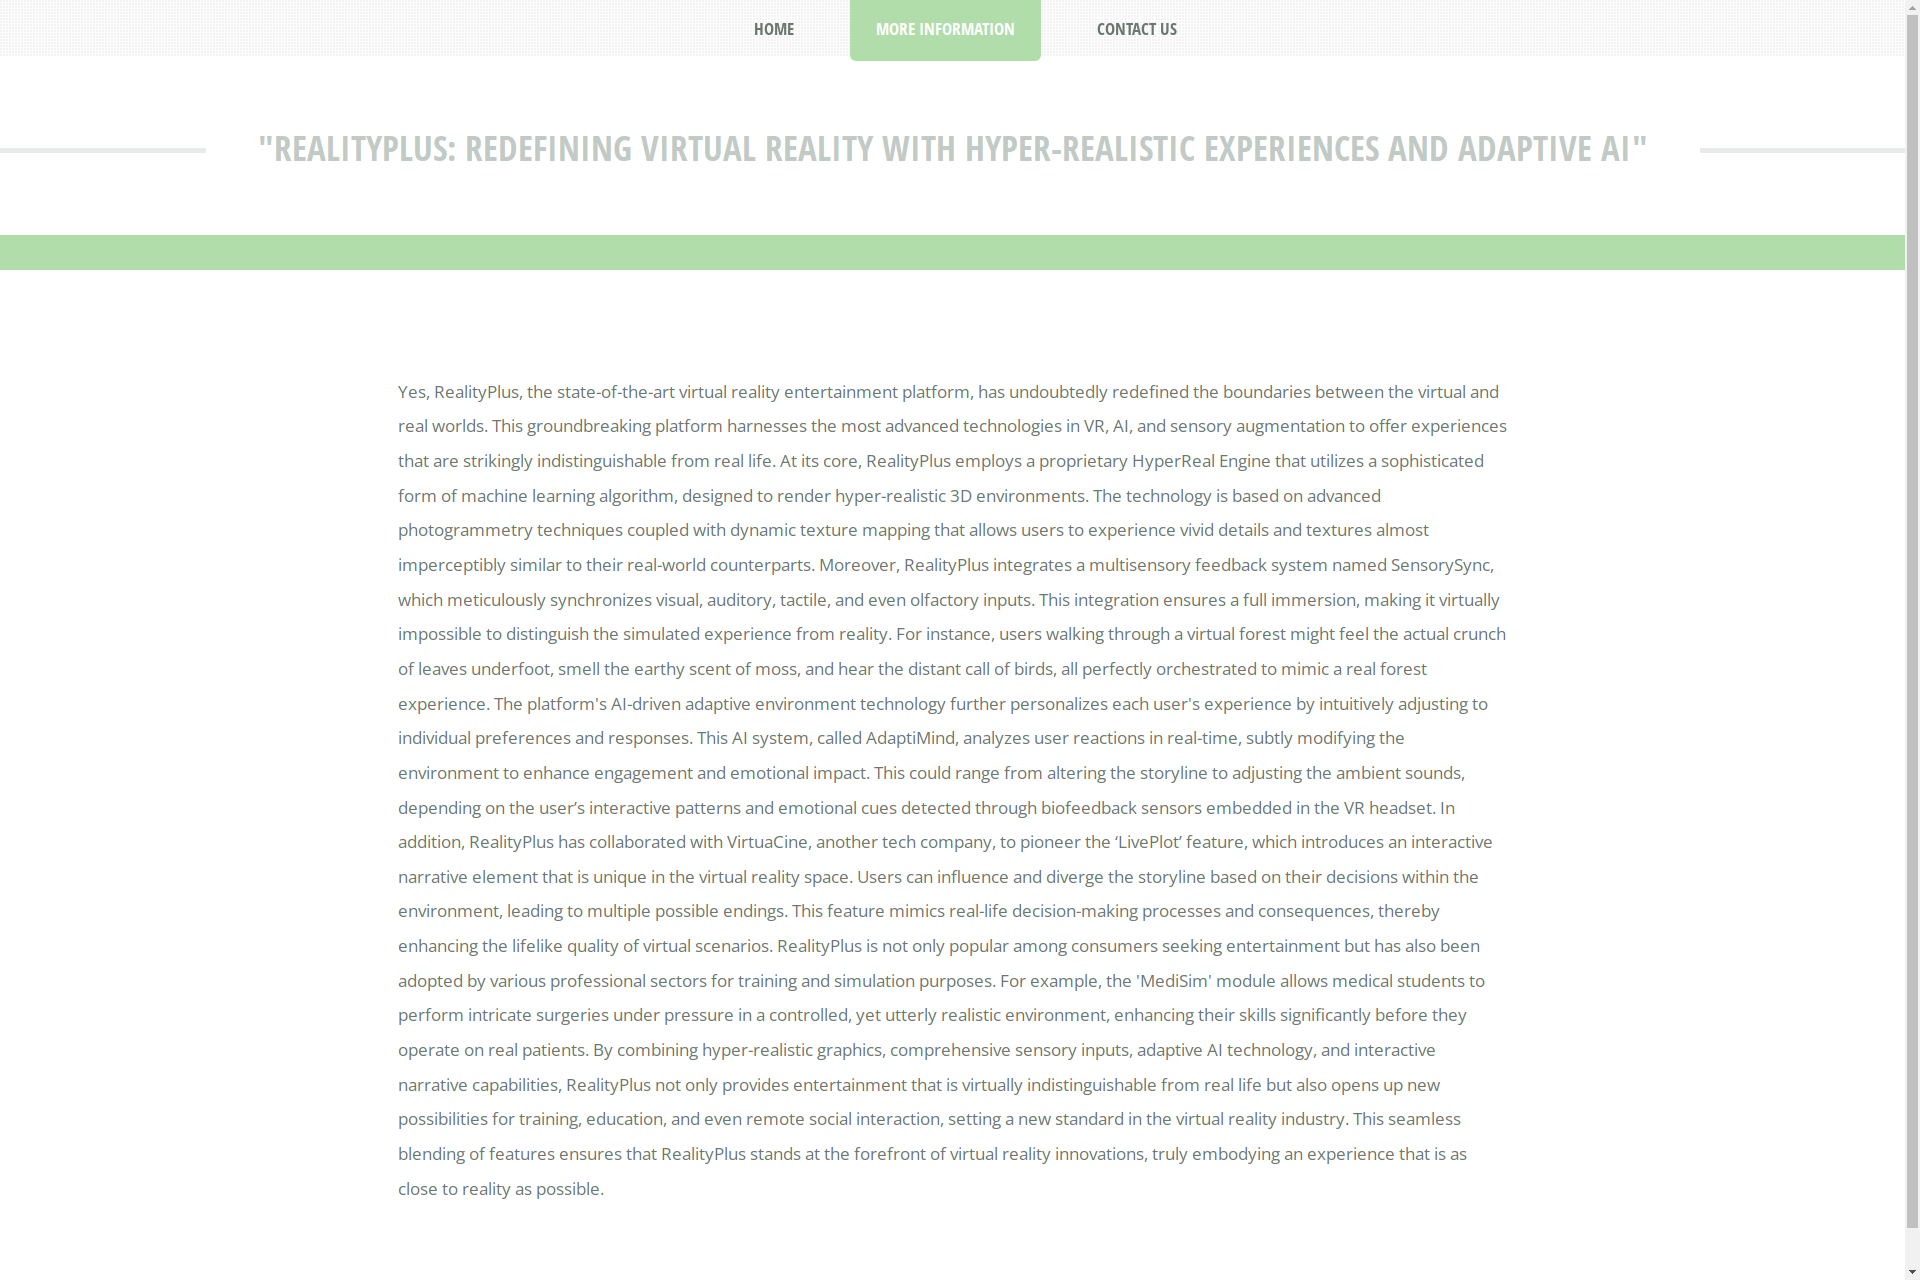 HOME
MORE INFORMATION
CONTACT US
"REALITYPLUS: REDEFINING VIRTUAL REALITY WITH HYPER-REALISTIC EXPERIENCES AND ADAPTIVE AI"
Yes, RealityPlus, the state-of-the-art virtual reality entertainment platform, has undoubtedly redefined the boundaries between the virtual and
real worlds. This groundbreaking platform harnesses the most advanced technologies in VR, AI, and sensory augmentation to offer experiences
that are strikingly indistinguishable from real life. At its core, RealityPlus employs a proprietary HyperReal Engine that utilizes a sophisticated
form of machine learning algorithm, designed to render hyper-realistic 3D environments. The technology is based on advanced
photogrammetry techniques coupled with dynamic texture mapping that allows users to experience vivid details and textures almost
imperceptibly similar to their real-world counterparts. Moreover, RealityPlus integrates a multisensory feedback system named SensorySync,
which meticulously synchronizes visual, auditory, tactile, and even olfactory inputs. This integration ensures a full immersion, making it virtually
impossible to distinguish the simulated experience from reality. For instance, users walking through a virtual forest might feel the actual crunch
of leaves underfoot, smell the earthy scent of moss, and hear the distant call of birds, all perfectly orchestrated to mimic a real forest
experience. The platform's AI-driven adaptive environment technology further personalizes each user's experience by intuitively adjusting to
individual preferences and responses. This AI system, called AdaptiMind, analyzes user reactions in real-time, subtly modifying the
environment to enhance engagement and emotional impact. This could range from altering the storyline to adjusting the ambient sounds,
depending on the user’s interactive patterns and emotional cues detected through biofeedback sensors embedded in the VR headset. In
addition, RealityPlus has collaborated with VirtuaCine, another tech company, to pioneer the ‘LivePlot’ feature, which introduces an interactive
narrative element that is unique in the virtual reality space. Users can influence and diverge the storyline based on their decisions within the
environment, leading to multiple possible endings. This feature mimics real-life decision-making processes and consequences, thereby
enhancing the lifelike quality of virtual scenarios. RealityPlus is not only popular among consumers seeking entertainment but has also been
adopted by various professional sectors for training and simulation purposes. For example, the 'MediSim' module allows medical students to
perform intricate surgeries under pressure in a controlled, yet utterly realistic environment, enhancing their skills significantly before they
operate on real patients. By combining hyper-realistic graphics, comprehensive sensory inputs, adaptive AI technology, and interactive
narrative capabilities, RealityPlus not only provides entertainment that is virtually indistinguishable from real life but also opens up new
possibilities for training, education, and even remote social interaction, setting a new standard in the virtual reality industry. This seamless
blending of features ensures that RealityPlus stands at the forefront of virtual reality innovations, truly embodying an experience that is as
close to reality as possible.